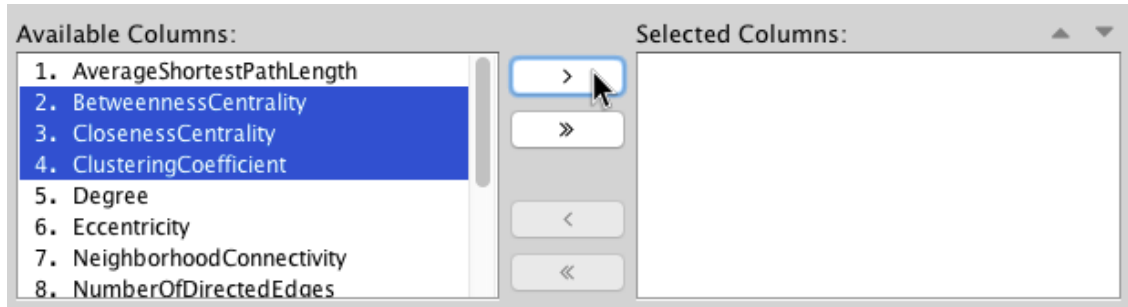 Available Columns:
1. AverageShortestPathLength
2. BetweennessCentrality
3. ClosenessCentrality
4. ClusteringCoefficient
5. Degree
6. Eccentricity
7. NeighborhoodConnectivity
8. NumberOfDirectedEdges
>
»
<
«
Selected Columns: